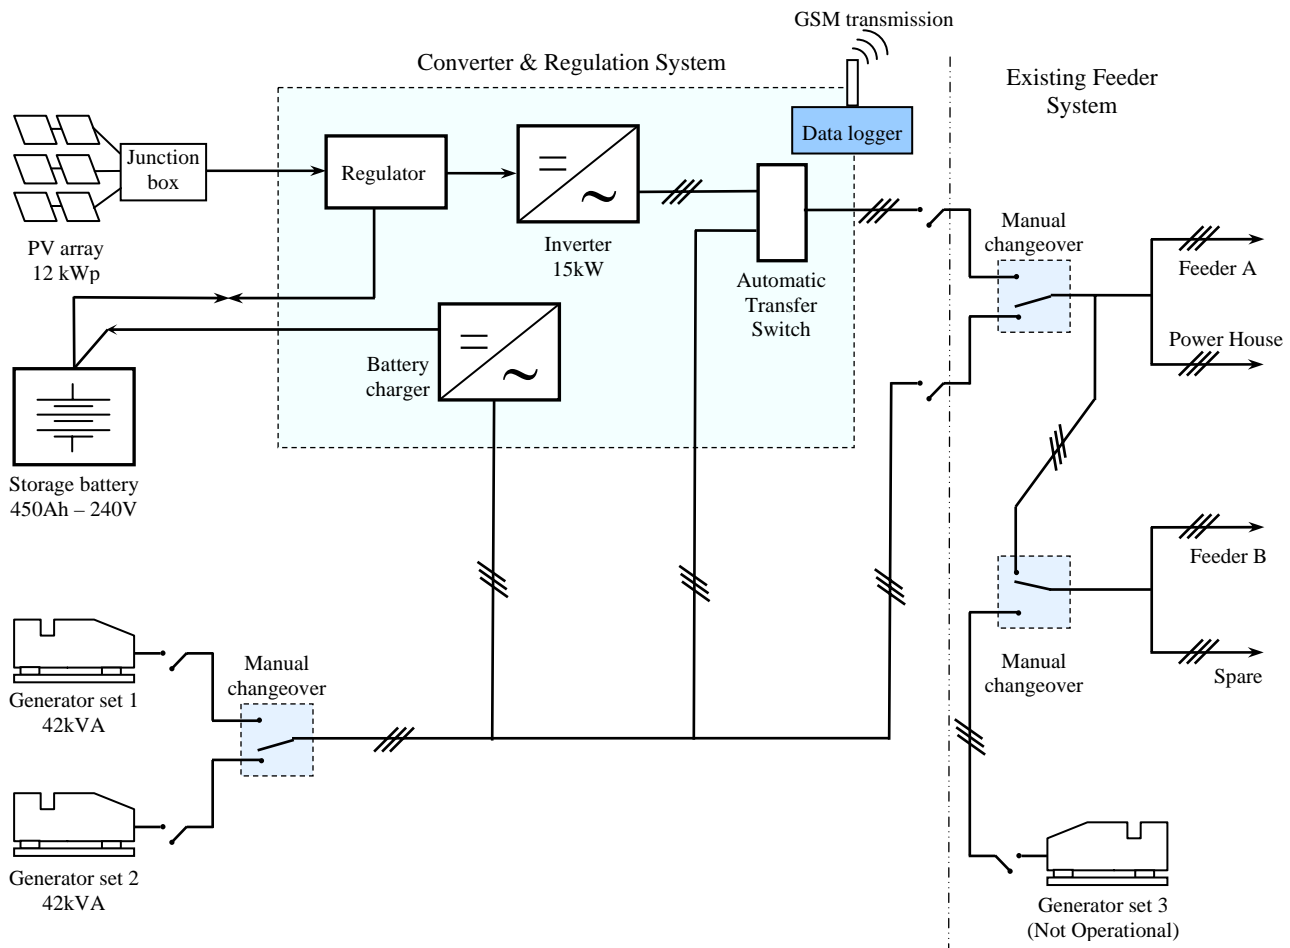 GSM transmission
Converter & Regulation System
Existing Feeder
System
Data logger
Junction
box
Regulator
PV array
12 kWp
Inverter
15kW
Automatic
Transfer
Switch
Manual
changeover
Feeder A
Power House
Battery
charger
Storage battery
450Ah – 240V
Feeder B
Manual
changeover
Spare
Generator set 1
42kVA
Manual
changeover
Generator set 2
42kVA
Generator set 3
(Not Operational)